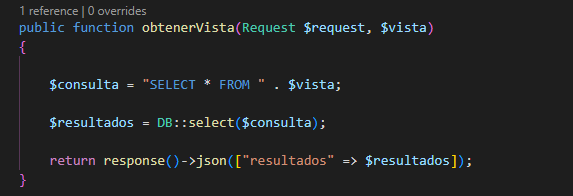 1 reference | 0 overrides
public function obtenerVista(Request $request, $vista)
{
$consulta = "SELECT * FROM " . $vista;
$resultados = DB::select($consulta);
return response()->json(["resultados" => $resultados]);
}